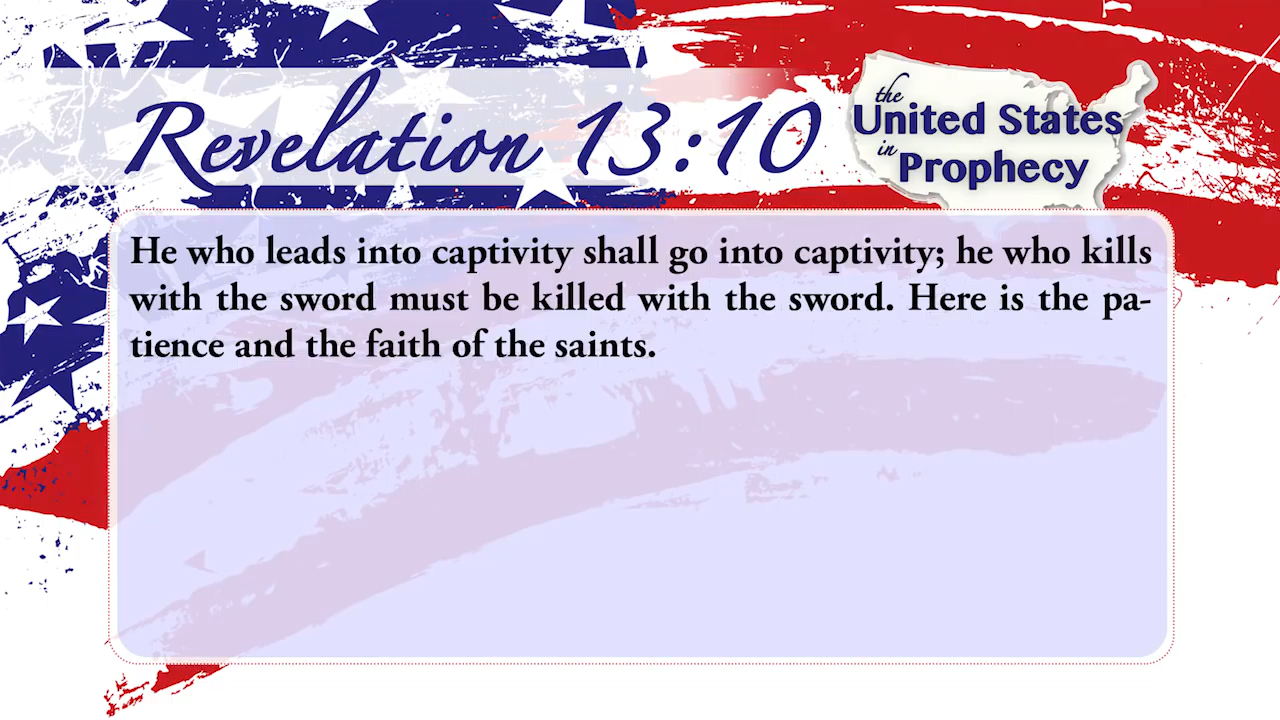 Revelation 13:10
the
United States
in
Prophecy
He who leads into captivity shall go into captivity; he who kills
with the sword must be killed with the sword. Here is the pa-
tience and the faith of the saints.